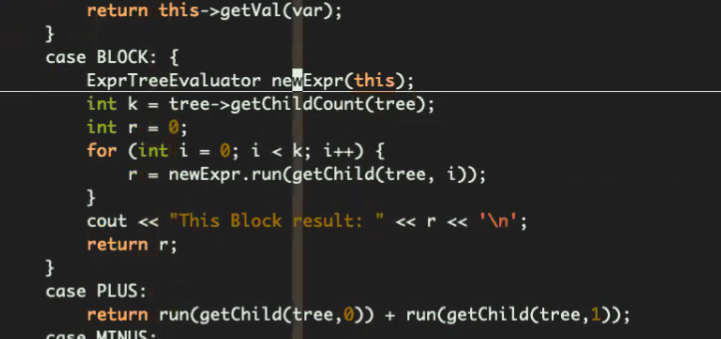 return this->getVal(var);
}
case BLOCK: {
ExprTreeEvaluator newExpr(this);
int k = tree->getChildCount(tree);
int r = 0;
for (int i = 0; i < k; i++) {
r = newExpr.run(getChild(tree, i));
}
cout << "This Block result: " << r << '\n';
return r;
}
case PLUS:
return run(getChild(tree,0)) + run(getChild(tree,1));
case MINUS: